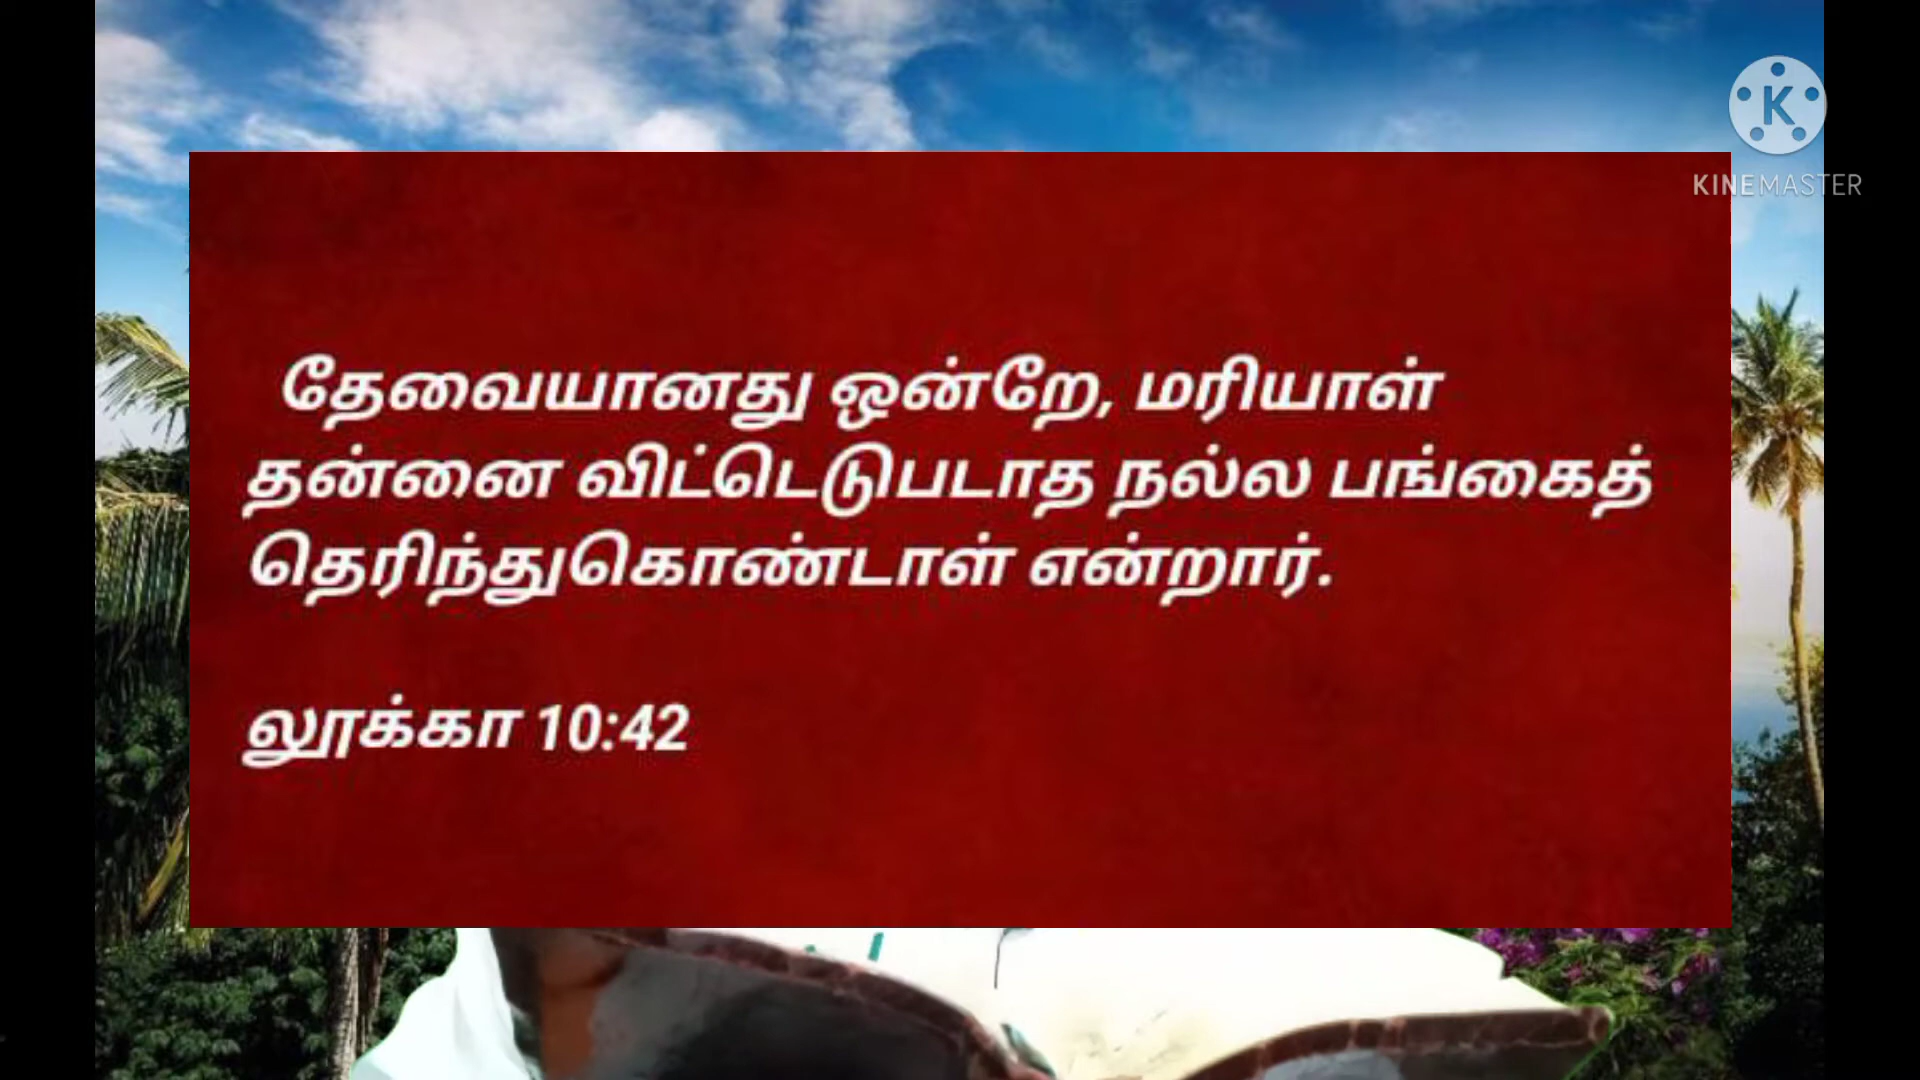 K
KINEMASTER
தேவையானது ஒன்றே, மரியாள்
தன்னை விட்டெடுபடாத நல்ல பங்கைத்
தெரிந்துகொண்டாள் என்றார்.
லூக்கா 10:42